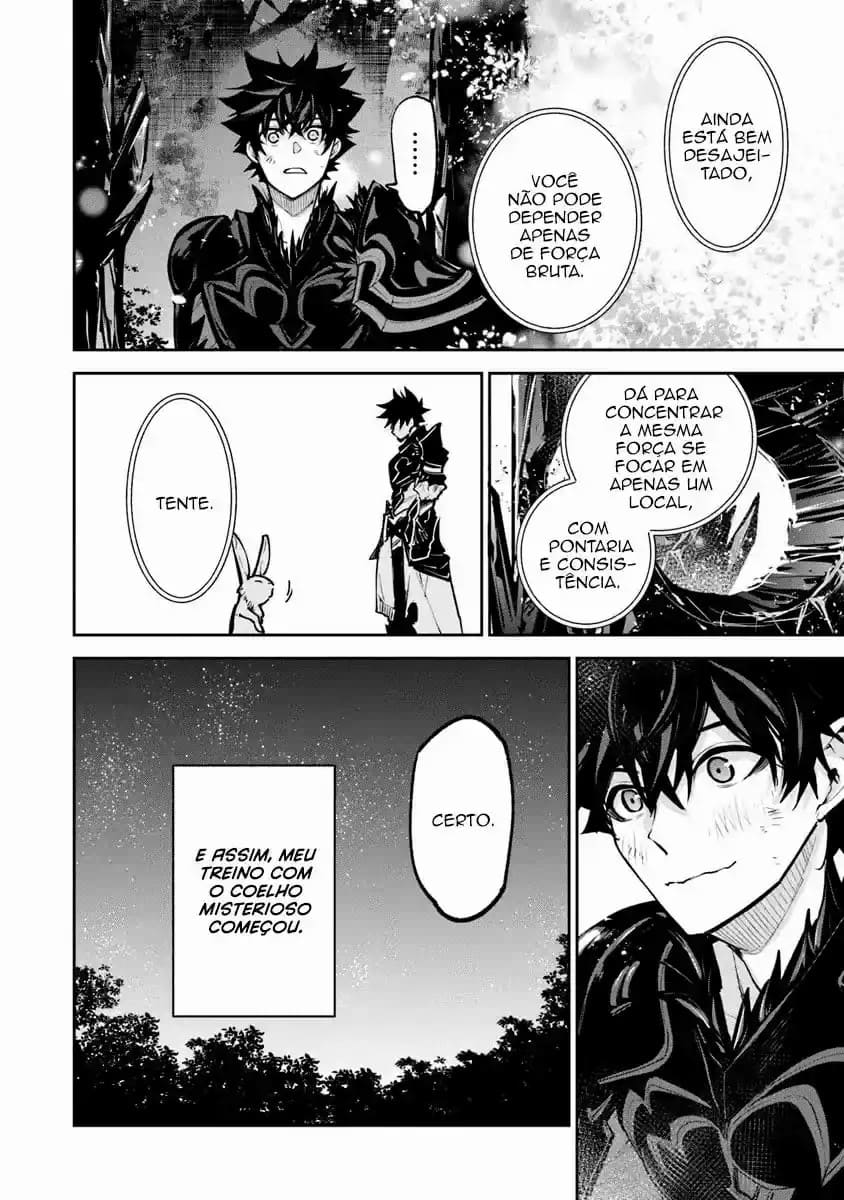 AINDA
ESTÁ BEM
DESAJEI-
TADO,
VOCÊ
NÃO PODE
DEPENDER
APENAS
DE FORÇA
BRUTA.
......
DÁ PARA
CONCENTRAR
A MESMA
FORÇA SE
FOCAR EM
APENAS UM
LOCAL,
COM
PONTARIA
E CONSIS-
TÊNCIA.
TENTE.
CERTO.
E ASSIM, MEU
TREINO COM
O COELHO
MISTERIOSO
COMEÇOU.